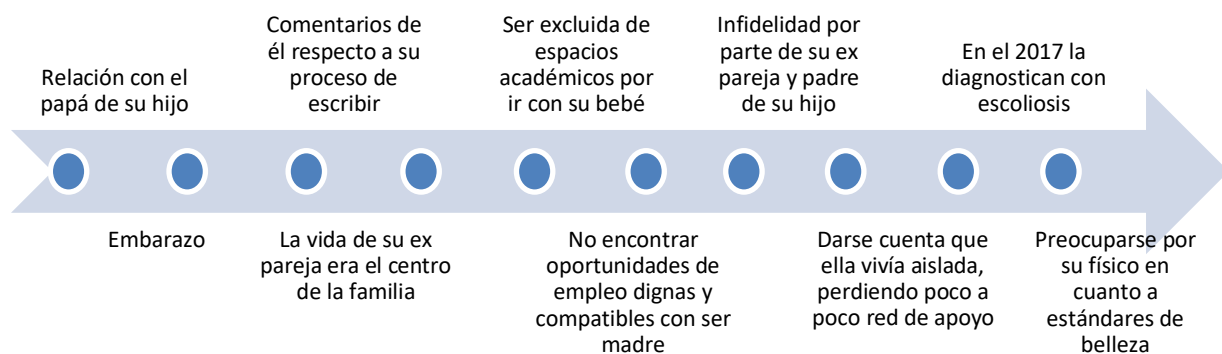 Relación con el
papá de su hijo
Embarazo
Comentarios de
él respecto a su
proceso de
escribir
La vida de su ex
pareja era el centro
de la familia
Ser excluida de
espacios
académicos por
ir con su bebé
No encontrar
oportunidades de
empleo dignas y
compatibles con ser
madre
Infidelidad por
parte de su ex
pareja y padre
de su hijo
Darse cuenta que
ella vivía aislada,
perdiendo poco a
poco red de apoyo
En el 2017 la
diagnostican con
escoliosis
Preocuparse por
su físico en
cuanto a
estándares de
belleza